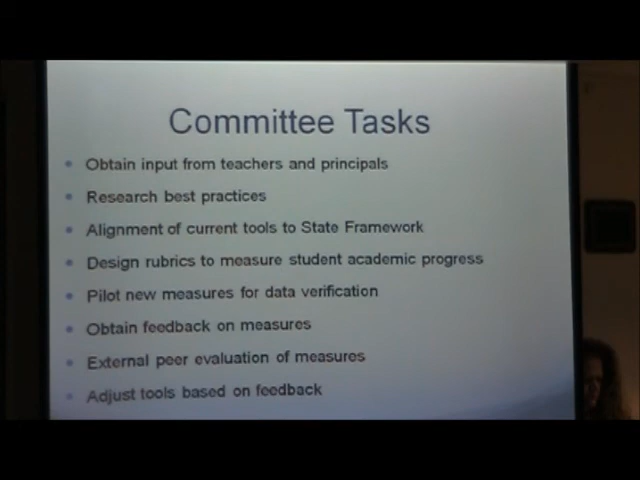 Committee Tasks
Obtain input from teachers and principals
Research best practices
Alignment of current tools to State Framework
Design rubrics to measure student academic progress
Pilot new measures for data verification
Obtain feedback on measures
External peer evaluation of measures
Adjust tools based on feedback